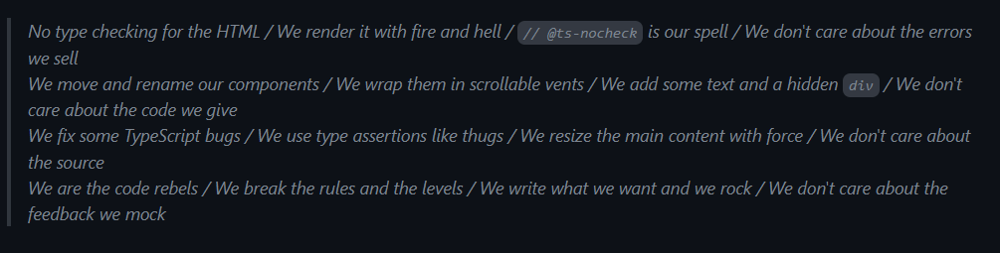 No type checking for the HTML / We render it with fire and hell / // @ts-nocheck is our spell / We don't care about the errors
we sell
We move and rename our components / We wrap them in scrollable vents / We add some text and a hidden div / We don't
care about the code we give
We fix some TypeScript bugs / We use type assertions like thugs / We resize the main content with force / We don't care about
the source
We are the code rebels / We break the rules and the levels / We write what we want and we rock / We don't care about the
feedback we mock